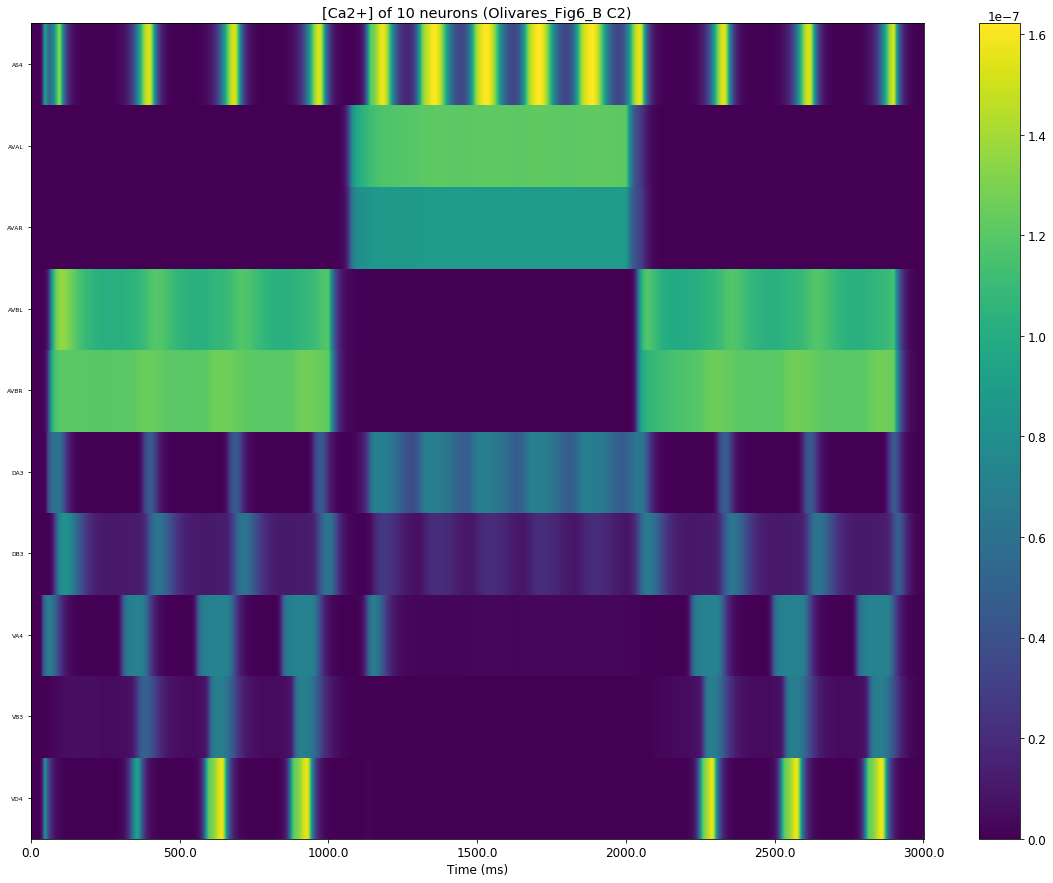 [Ca2+] of 10 neurons (Olivares_Fig6_B C2)
1e−7
AS4
AVAL
AVAR
AVBL
AVBR
DA3
DB3
VA4
VB3
VD4
0.0 500.0 1000.0 1500.0 2000.0 2500.0 3000.0
Time (ms)
1.6
1.4
1.2
1.0
0.8
0.6
0.4
0.2
0.0